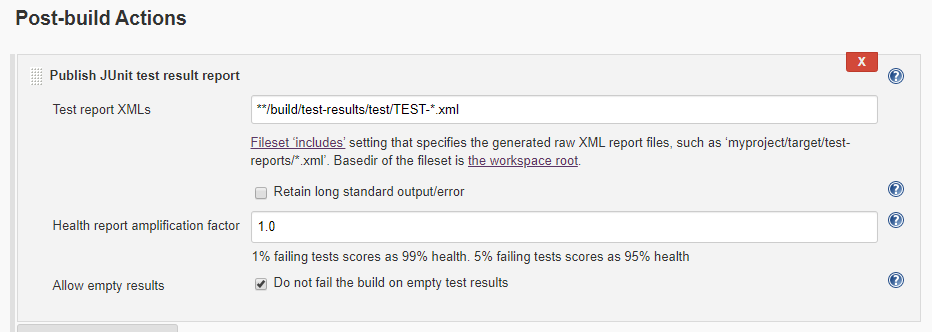 Post-build Actions
Publish JUnit test result report
X
Test report XMLs
**/build/test-results/test/TEST-*.xml
Fileset 'includes' setting that specifies the generated raw XML report files, such as 'myproject/target/test-
reports/*.xml'. Basedir of the fileset is the workspace root.
Retain long standard output/error
Health report amplification factor
1.0
1% failing tests scores as 99% health. 5% failing tests scores as 95% health
Allow empty results
Do not fail the build on empty test results